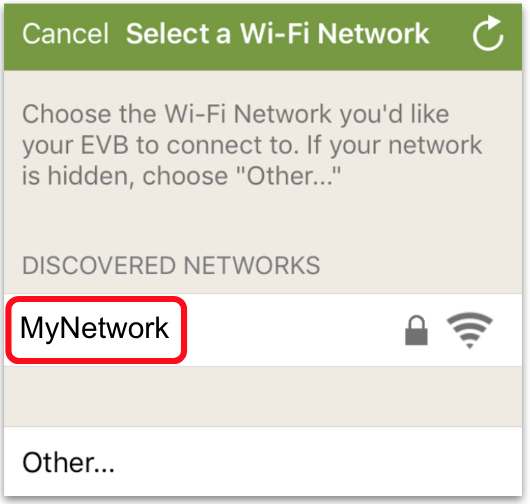 Cancel Select a Wi-Fi Network
Choose the Wi-Fi Network you'd like
your EVB to connect to. If your network
is hidden, choose "Other..."
DISCOVERED NETWORKS
MyNetwork
Other...